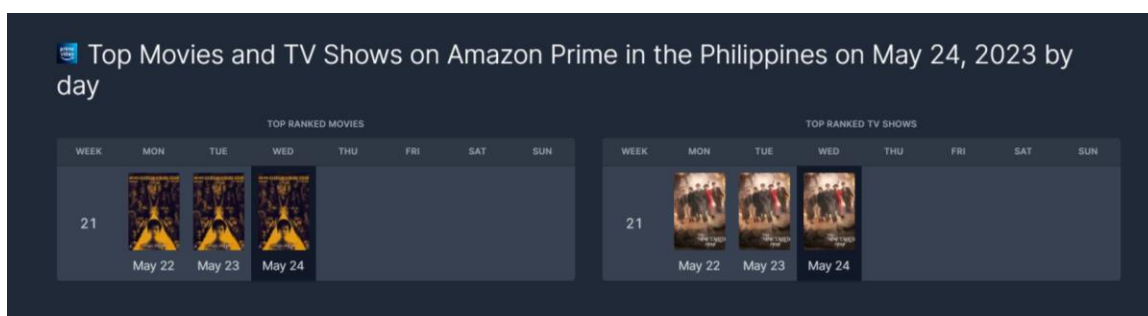 prime video
Top Movies and TV Shows on Amazon Prime in the Philippines on May 24, 2023 by
day
TOP RANKED MOVIES
WEEK MON TUE WED THU FRI SAT SUN
21
May 22 May 23 May 24
TOP RANKED TV SHOWS
WEEK MON TUE WED THU FRI SAT SUN
21
May 22 May 23 May 24